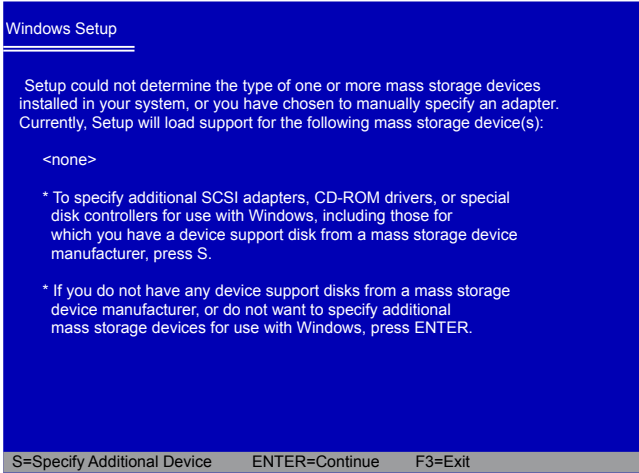 Windows Setup
Setup could not determine the type of one or more mass storage devices
installed in your system, or you have chosen to manually specify an adapter.
Currently, Setup will load support for the following mass storage device(s):
<none>
* To specify additional SCSI adapters, CD-ROM drivers, or special
disk controllers for use with Windows, including those for
which you have a device support disk from a mass storage device
manufacturer, press S.
* If you do not have any device support disks from a mass storage
device manufacturer, or do not want to specify additional
mass storage devices for use with Windows, press ENTER.
S=Specify Additional Device ENTER=Continue F3=Exit